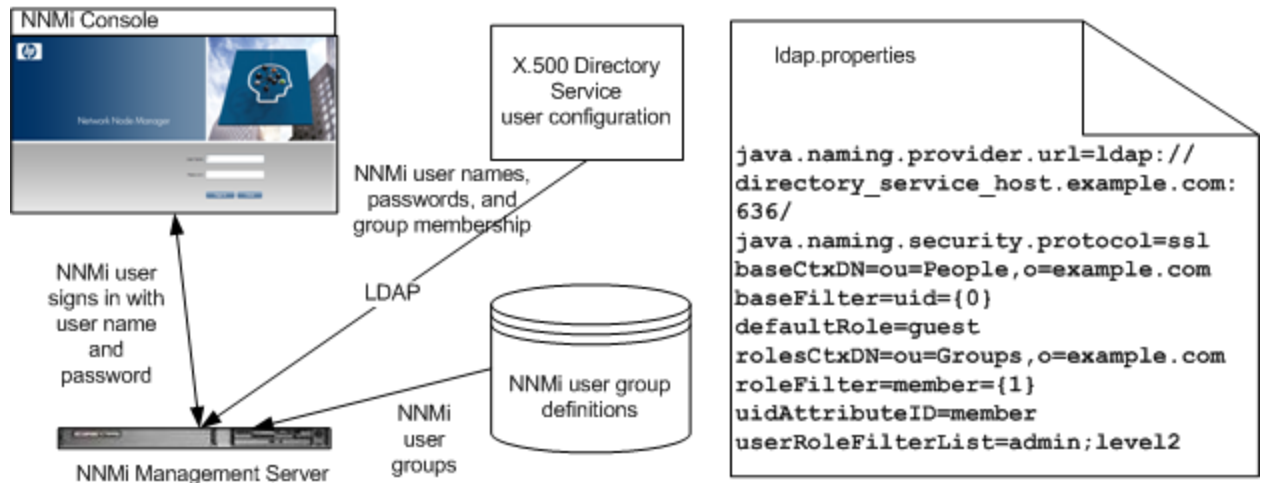 NNMi Console
hp
Network Node Manager
NNMi user
signs in with
user name
and
password
NNMi Management Server
X.500 Directory
Service
user configuration
NNMi user names,
passwords, and
group membership
LDAP
NNMi user group
definitions
NNMi
user
groups
ldap.properties
java.naming.provider.url=ldap://
directory_service_host.example.com:
636/
java.naming.security.protocol=ssl
baseCtxDN=ou=People,o=example.com
baseFilter=uid={0}
defaultRole=guest
rolesCtxDN=ou=Groups,o=example.com
roleFilter=member={1}
uidAttributeID=member
userRoleFilterList=admin;level2